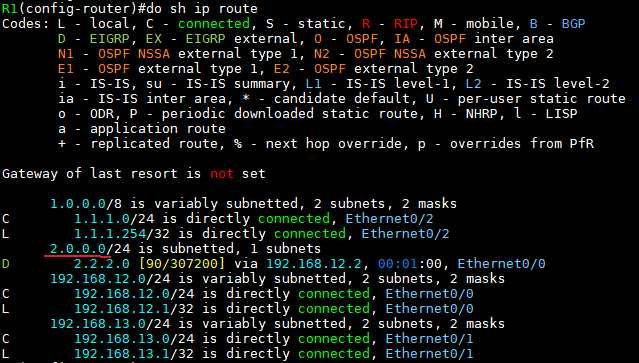 R1(config-router)#do sh ip route
Codes: L - local, C - connected, S - static, R - RIP, M - mobile, B - BGP
D - EIGRP, EX - EIGRP external, O - OSPF, IA - OSPF inter area
N1 - OSPF NSSA external type 1, N2 - OSPF NSSA external type 2
E1 - OSPF external type 1, E2 - OSPF external type 2
i - IS-IS, su - IS-IS summary, L1 - IS-IS level-1, L2 - IS-IS level-2
ia - IS-IS inter area, * - candidate default, U - per-user static route
o - ODR, P - periodic downloaded static route, H - NHRP, l - LISP
a - application route
+ - replicated route, % - next hop override, p - overrides from PfR
Gateway of last resort is not set
1.0.0.0/8 is variably subnetted, 2 subnets, 2 masks
C 1.1.1.0/24 is directly connected, Ethernet0/2
L 1.1.1.254/32 is directly connected, Ethernet0/2
2.0.0.0/24 is subnetted, 1 subnets
D 2.2.2.0 [90/307200] via 192.168.12.2, 00:01:00, Ethernet0/0
192.168.12.0/24 is variably subnetted, 2 subnets, 2 masks
C 192.168.12.0/24 is directly connected, Ethernet0/0
L 192.168.12.1/32 is directly connected, Ethernet0/0
192.168.13.0/24 is variably subnetted, 2 subnets, 2 masks
C 192.168.13.0/24 is directly connected, Ethernet0/1
L 192.168.13.1/32 is directly connected, Ethernet0/1